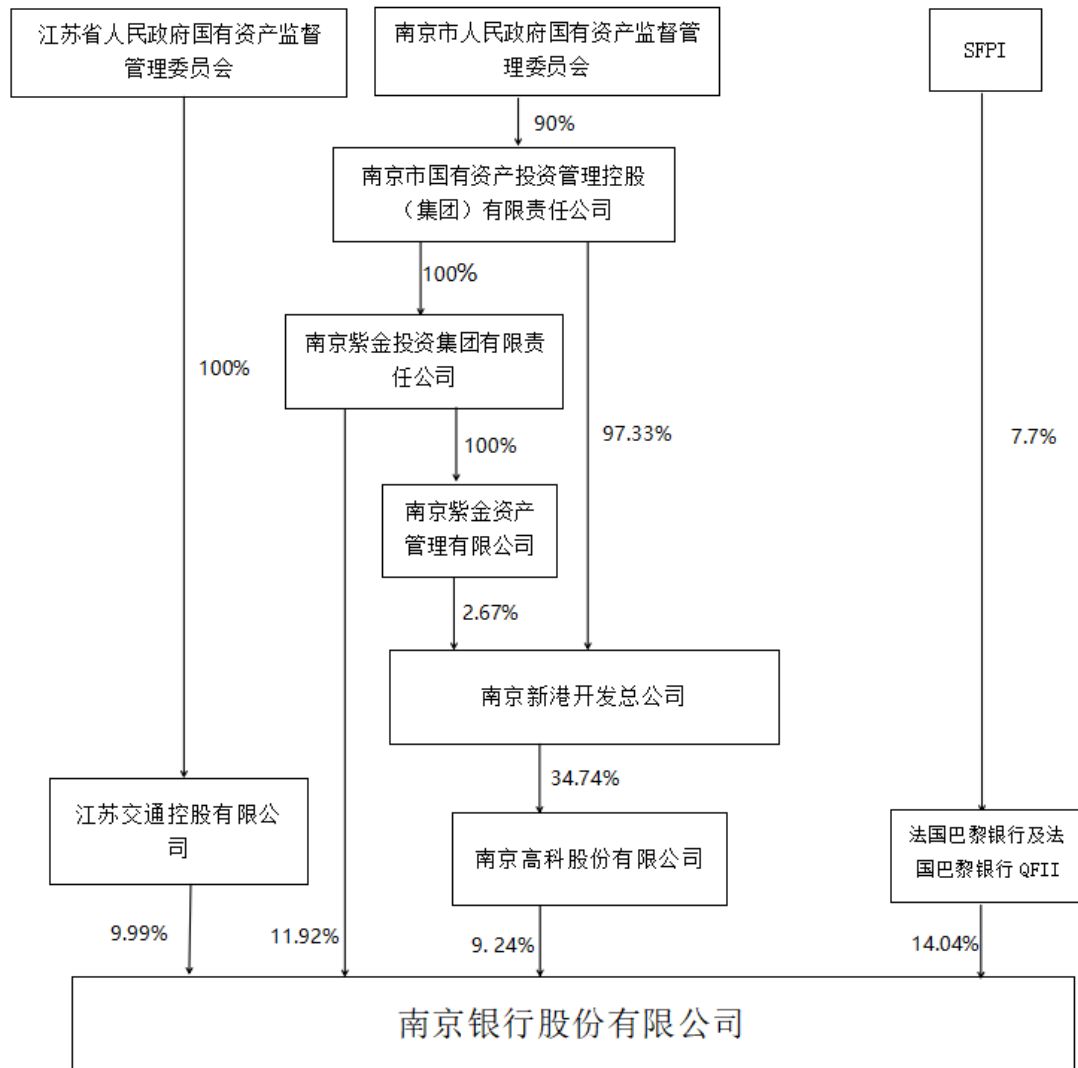 江苏省人民政府国有资产监督
管理委员会
南京市人民政府国有资产监督管
理委员会
SFPI
90%
南京市国有资产投资管理控股
（集团）有限责任公司
100%
南京紫金投资集团有限责
任公司
100%
97.33%
7.7%
100%
南京紫金资产
管理有限公司
2.67%
南京新港开发总公司
34.74%
江苏交通控股有限公
司
南京高科股份有限公司
法国巴黎银行及法
国巴黎银行 QFII
9.99%
11.92%
9. 24%
14.04%
南京银行股份有限公司